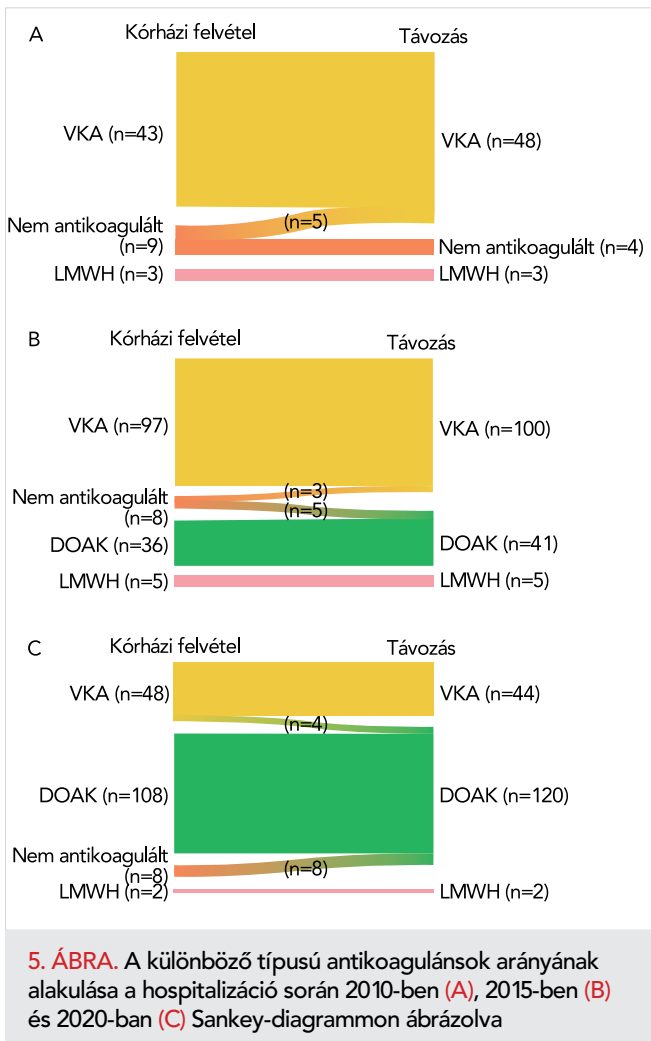 A
Kórházi felvétel
Távozás
VKA (n=43)
VKA (n=48)
(n=5)
Nem antikoagulált
(n=9)
Nem antikoagulált (n=4)
LMWH (n=3)
LMWH (n=3)
B
Kórházi felvétel
Távozás
VKA (n=97)
VKA (n=100)
(n=3)
Nem antikoagulált
(n=8)
(n=5)
DOAK (n=36)
DOAK (n=41)
LMWH (n=5)
LMWH (n=5)
C
Kórházi felvétel
Távozás
VKA (n=48)
VKA (n=44)
(n=4)
DOAK (n=108)
DOAK (n=120)
Nem antikoagulált
(n=8)
(n=8)
LMWH (n=2)
LMWH (n=2)
5. ÁBRA. A különböző típusú antikoagulánsok arányának
alakulása a hospitalizáció során 2010-ben (A), 2015-ben (B)
és 2020-ban (C) Sankey-diagrammon ábrázolva